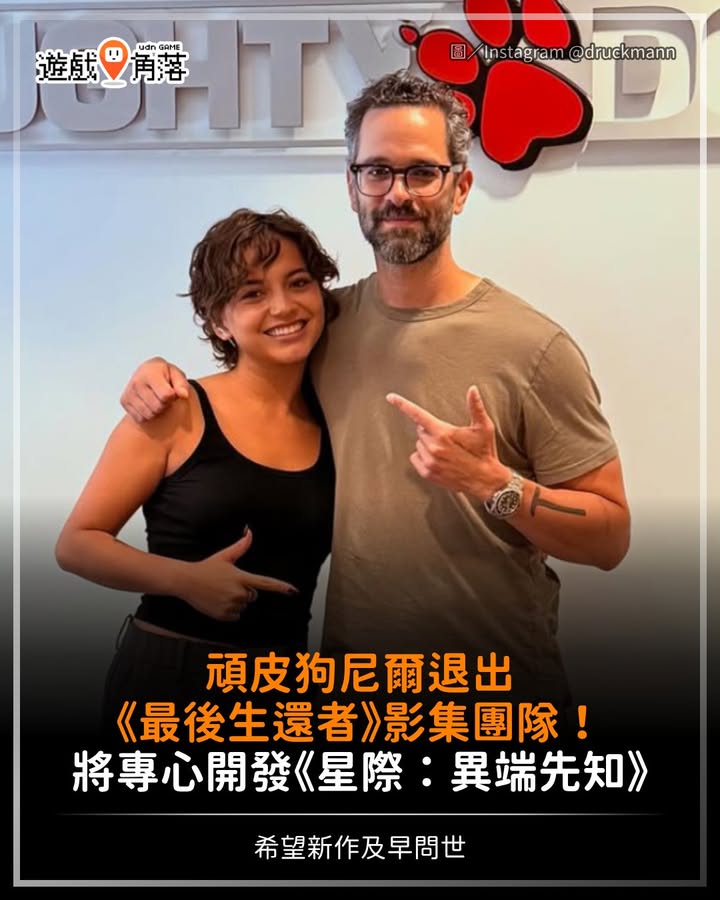 UGHTY DO
遊戲角落
udn GAME
圖／Instagram @druckmann
頑皮狗尼爾退出
《最後生還者》影集團隊！
將專心開發《星際：異端先知》
希望新作及早問世